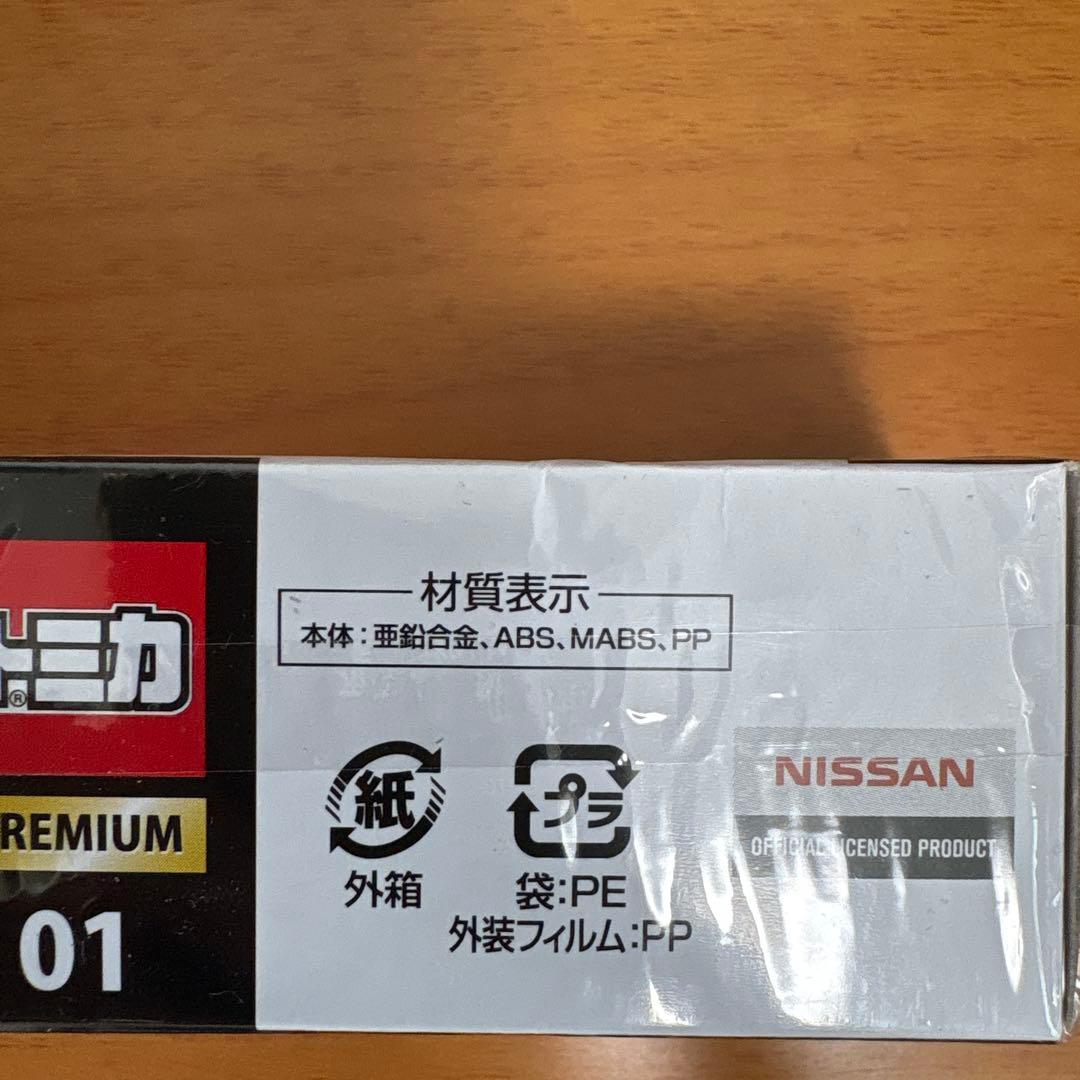 トミカ
®
REMIUM
01
材質表示
本体：亜鉛合金、ABS、MABS、PP
紙
外箱
プラ
袋：PE
外装フィルム：PP
NISSAN
OFFICIAL LICENSED PRODUCT